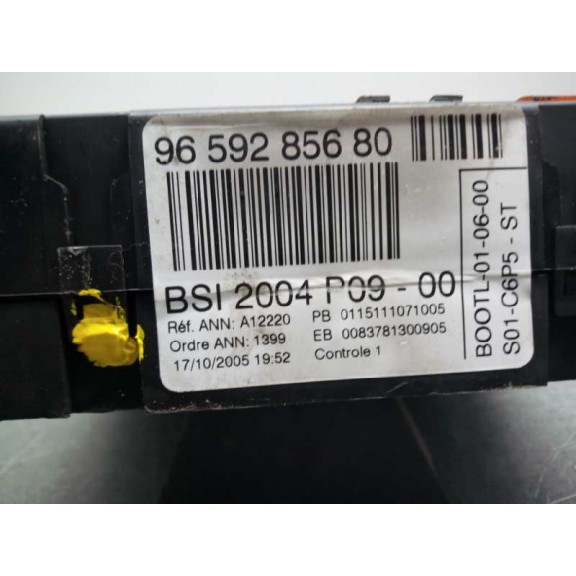 96 592 856 80
BSI 2004 P09 - 00
Réf. ANN: A12220
PB 0115111071005
Ordre ANN: 1399
EB 0083781300905
17/10/2005 19:52
Controle 1
BOOTL-01-06-00
S01-C6P5 - ST